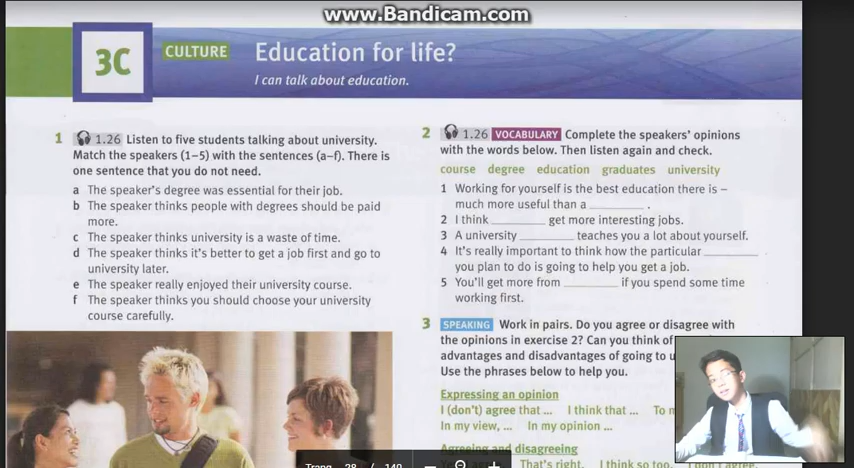 www.Bandicam.com
3C
CULTURE
Education for life?
I can talk about education.
1 1.26 Listen to five students talking about university.
Match the speakers (1–5) with the sentences (a–f). There is
one sentence that you do not need.
a The speaker's degree was essential for their job.
b The speaker thinks people with degrees should be paid
more.
c The speaker thinks university is a waste of time.
d The speaker thinks it's better to get a job first and go to
university later.
e The speaker really enjoyed their university course.
f The speaker thinks you should choose your university
course carefully.
2 1.26 VOCABULARY Complete the speakers' opinions
with the words below. Then listen again and check.
course degree education graduates university
1 Working for yourself is the best education there is –
much more useful than a ________ .
2 I think ________ get more interesting jobs.
3 A university ________ teaches you a lot about yourself.
4 It's really important to think how the particular ________
you plan to do is going to help you get a job.
5 You'll get more from ________ if you spend some time
working first.
3 SPEAKING Work in pairs. Do you agree or disagree with
the opinions in exercise 2? Can you think of
advantages and disadvantages of going to u
Use the phrases below to help you.
Expressing an opinion
I (don't) agree that ... I think that ... To m
In my view, ... In my opinion ...
Agreeing and disagreeing
That's right. I think so too. I don't agree.
Trang 28 / 140